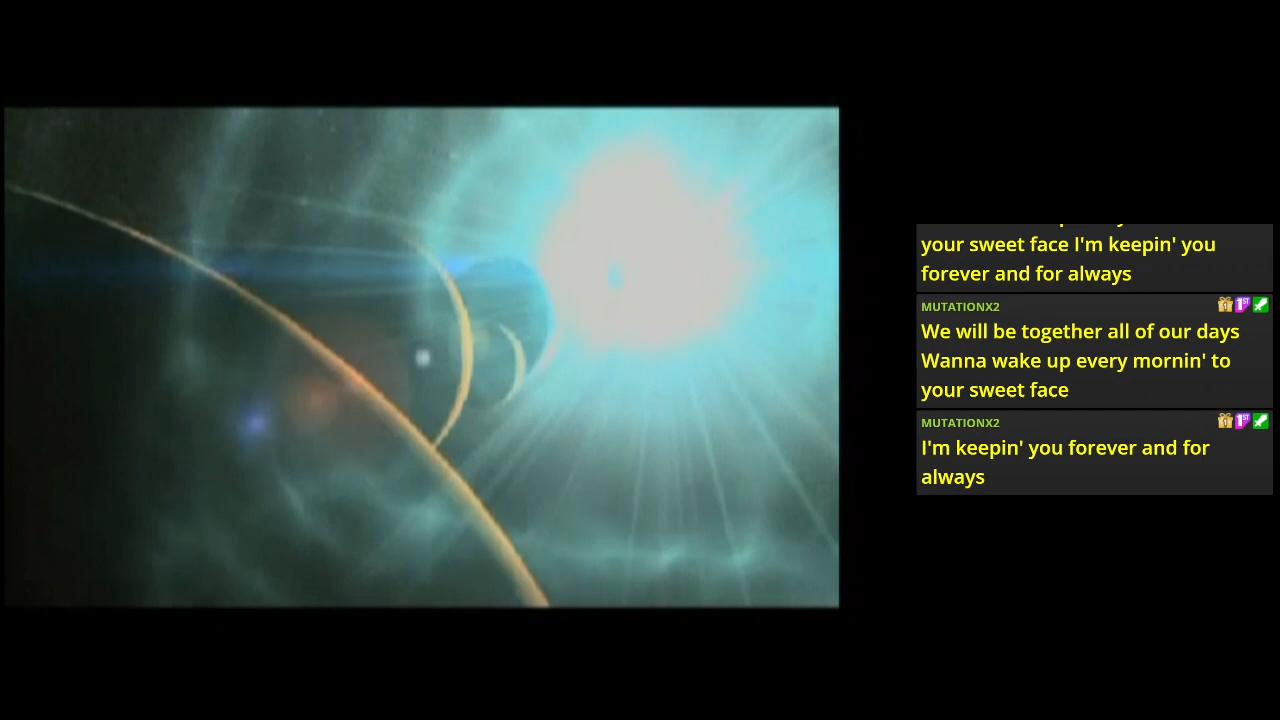 your sweet face I'm keepin' you
forever and for always
MUTATIONX2
We will be together all of our days
Wanna wake up every mornin' to
your sweet face
MUTATIONX2
I'm keepin' you forever and for
always